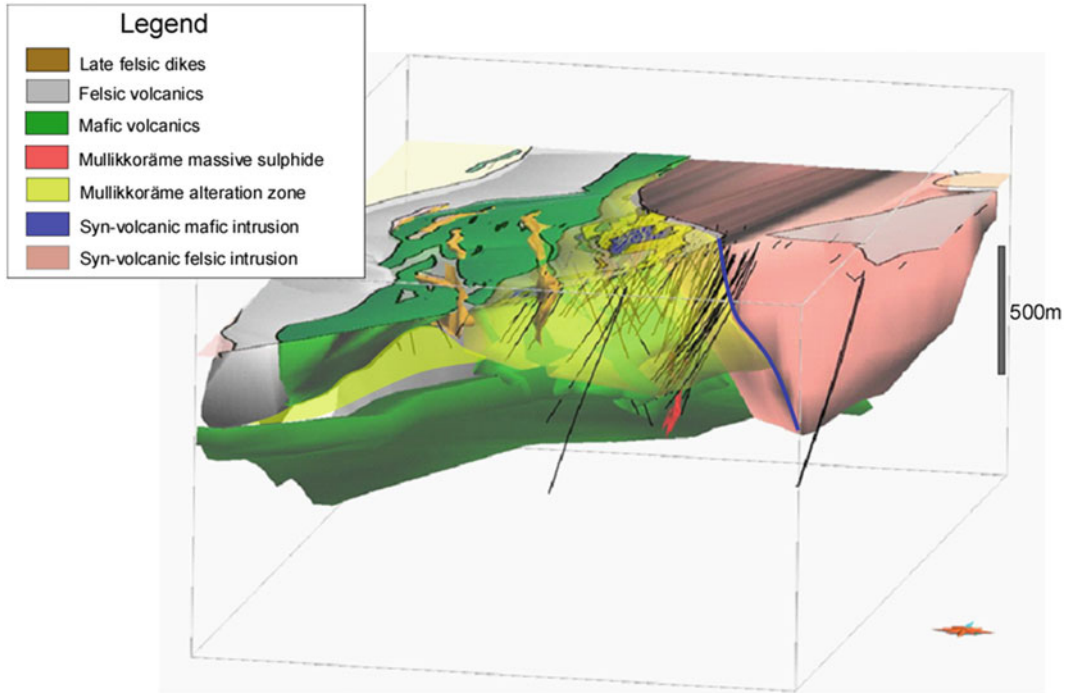 Legend
Late felsic dikes
Felsic volcanics
Mafic volcanics
Mullikkoräme massive sulphide
Mullikkoräme alteration zone
Syn-volcanic mafic intrusion
Syn-volcanic felsic intrusion
500m